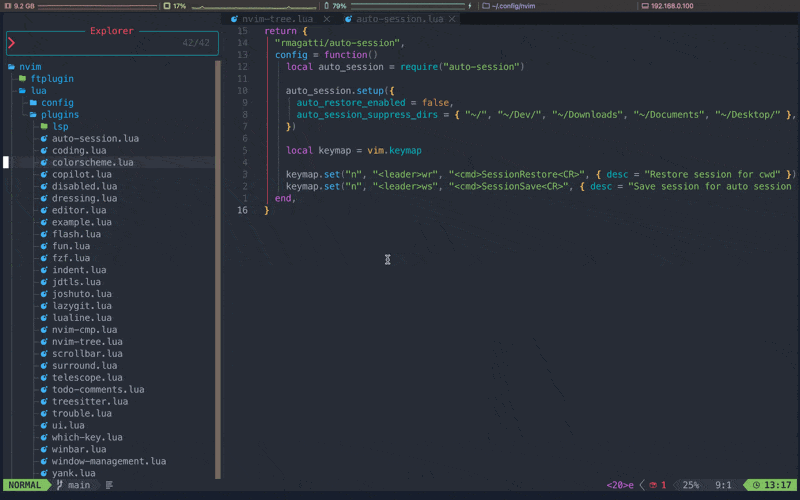 9.2 GB 17% 79% ~/.config/nvim 192.168.0.100
nvim-tree.lua auto-session.lua
Explorer
42/42
nvim
ftplugin
lua
config
plugins
lsp
auto-session.lua
coding.lua
colorscheme.lua
copilot.lua
disabled.lua
dressing.lua
editor.lua
example.lua
flash.lua
fun.lua
fzf.lua
indent.lua
jdtls.lua
joshuto.lua
lazygit.lua
lualine.lua
nvim-cmp.lua
nvim-tree.lua
scrollbar.lua
surround.lua
telescope.lua
todo-comments.lua
treesitter.lua
trouble.lua
ui.lua
which-key.lua
winbar.lua
window-management.lua
yank.lua
15 return {
14 "rmagatti/auto-session",
13 config = function()
12 local auto_session = require("auto-session")
11
10 auto_session.setup({
9 auto_restore_enabled = false,
8 auto_session_suppress_dirs = { "~/", "~/Dev/", "~/Downloads", "~/Documents", "~/Desktop/" },
7 })
6
5 local keymap = vim.keymap
4
3 keymap.set("n", "<leader>wr", "<cmd>SessionRestore<CR>", { desc = "Restore session for cwd" })
2 keymap.set("n", "<leader>ws", "<cmd>SessionSave<CR>", { desc = "Save session for auto session
1 end,
16 }
NORMAL main <20>e 1 25% 9:1 13:17